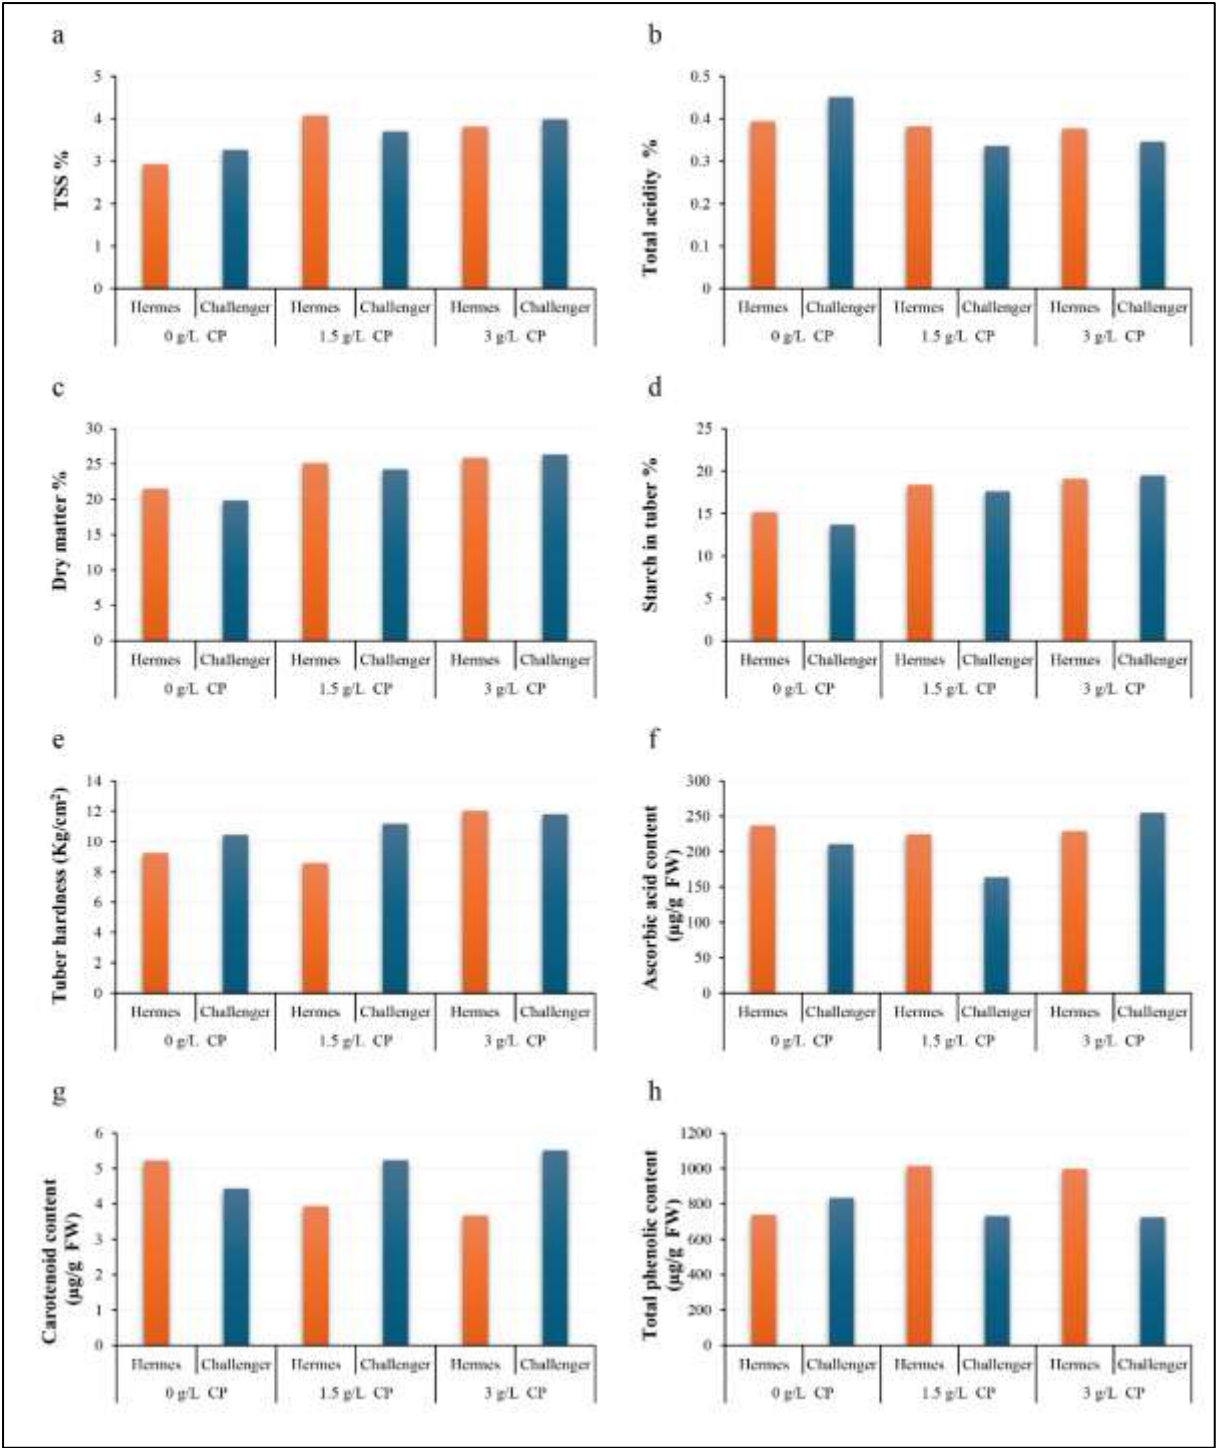 a
TSS %
5
4
3
2
1
0
Hermes Challenger Hermes Challenger Hermes Challenger
0 g/L CP 1.5 g/L CP 3 g/L CP
b
Total acidity %
0.5
0.4
0.3
0.2
0.1
0
Hermes Challenger Hermes Challenger Hermes Challenger
0 g/L CP 1.5 g/L CP 3 g/L CP
c
Dry matter %
30
25
20
15
10
5
0
Hermes Challenger Hermes Challenger Hermes Challenger
0 g/L CP 1.5 g/L CP 3 g/L CP
d
Starch in tuber %
25
20
15
10
5
0
Hermes Challenger Hermes Challenger Hermes Challenger
0 g/L CP 1.5 g/L CP 3 g/L CP
e
Tuber hardness (Kg/cm²)
14
12
10
8
6
4
2
0
Hermes Challenger Hermes Challenger Hermes Challenger
0 g/L CP 1.5 g/L CP 3 g/L CP
f
Ascorbic acid content
(µg/g FW)
300
250
200
150
100
50
0
Hermes Challenger Hermes Challenger Hermes Challenger
0 g/L CP 1.5 g/L CP 3 g/L CP
g
Carotenoid content
(µg/g FW)
6
5
4
3
2
1
0
Hermes Challenger Hermes Challenger Hermes Challenger
0 g/L CP 1.5 g/L CP 3 g/L CP
h
Total phenolic content
(µg/g FW)
1200
1000
800
600
400
200
0
Hermes Challenger Hermes Challenger Hermes Challenger
0 g/L CP 1.5 g/L CP 3 g/L CP